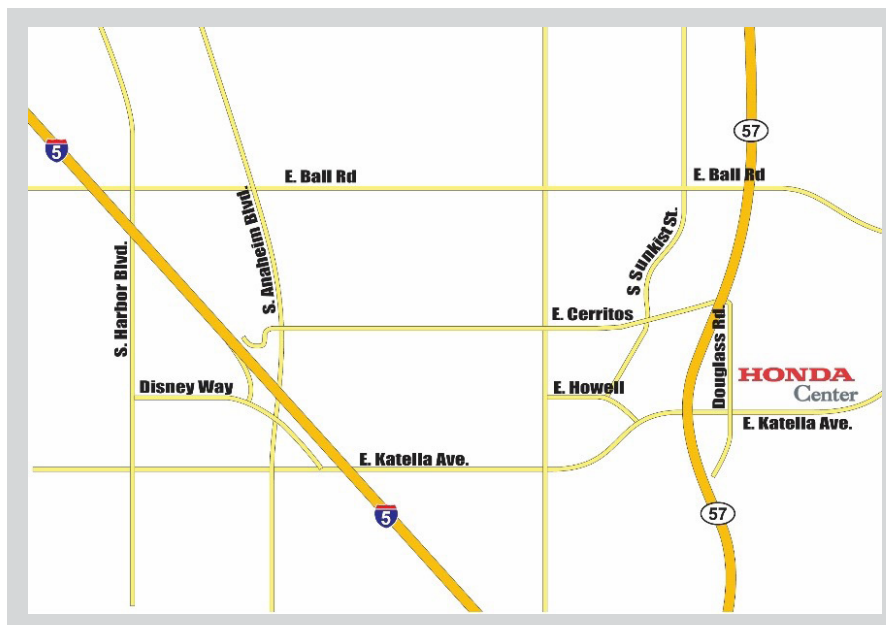 5
57
E. Ball Rd
E. Ball Rd
S. Anaheim Blvd.
S Sunkist St.
S. Harbor Blvd.
E. Cerritos
Douglass Rd.
HONDA
Center
Disney Way
E. Howell
E. Katella Ave.
E. Katella Ave.
5
57